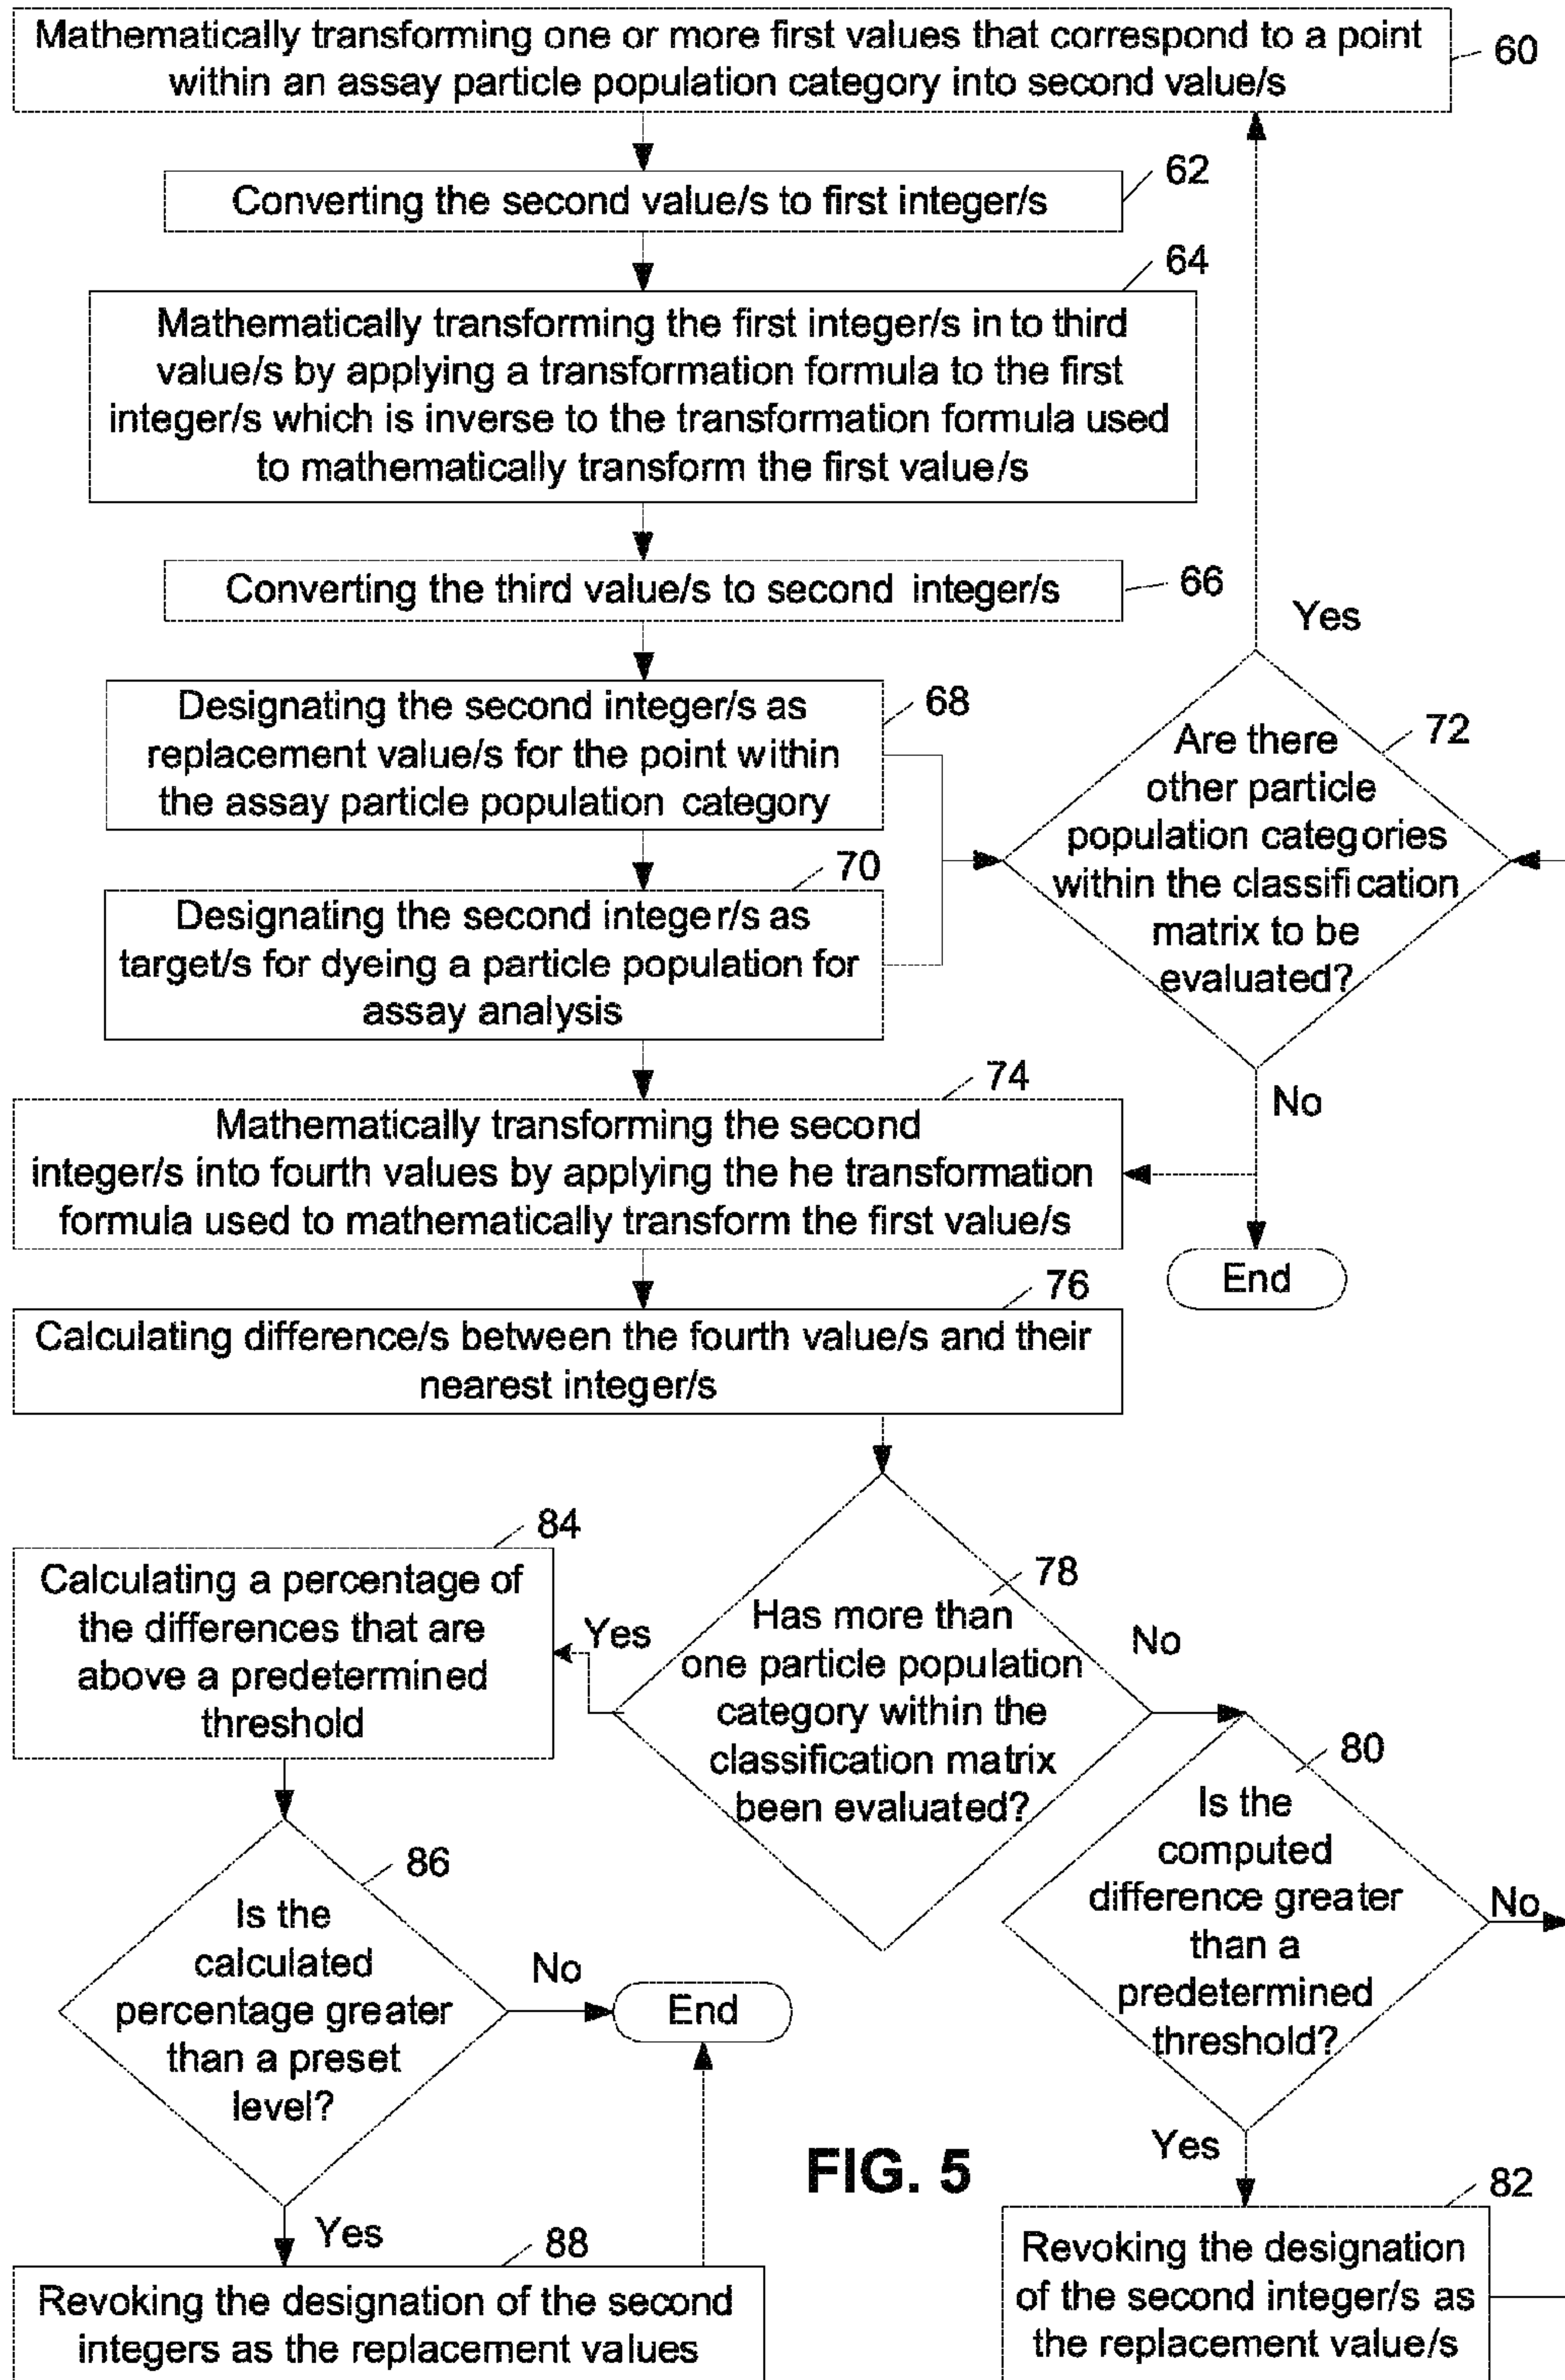 Mathematically transforming one or more first values that correspond to a point
within an assay particle population category into second value/s
60
62
Converting the second value/s to first integer/s
64
Mathematically transforming the first integer/s in to third
value/s by applying a transformation formula to the first
integer/s which is inverse to the transformation formula used
to mathematically transform the first value/s
Converting the third value/s to second integer/s
66
Yes
Designating the second integer/s as
replacement value/s for the point within
the assay particle population category
68
Are there
other particle
population categories
within the classification
matrix to be
evaluated?
72
70
Designating the second integer/s as
target/s for dyeing a particle population for
assay analysis
No
74
Mathematically transforming the second
integer/s into fourth values by applying the he transformation
formula used to mathematically transform the first value/s
End
76
Calculating difference/s between the fourth value/s and their
nearest integer/s
84
Calculating a percentage of
the differences that are
above a predetermined
threshold
Yes
78
Has more than
one particle population
category within the
classification matrix
been evaluated?
No
80
Is the
computed
difference greater
than a
predetermined
threshold?
No
86
Is the
calculated
percentage greater
than a preset
level?
No
End
Yes
FIG. 5
82
Yes
88
Revoking the designation of the second
integers as the replacement values
Revoking the designation
of the second integer/s as
the replacement value/s